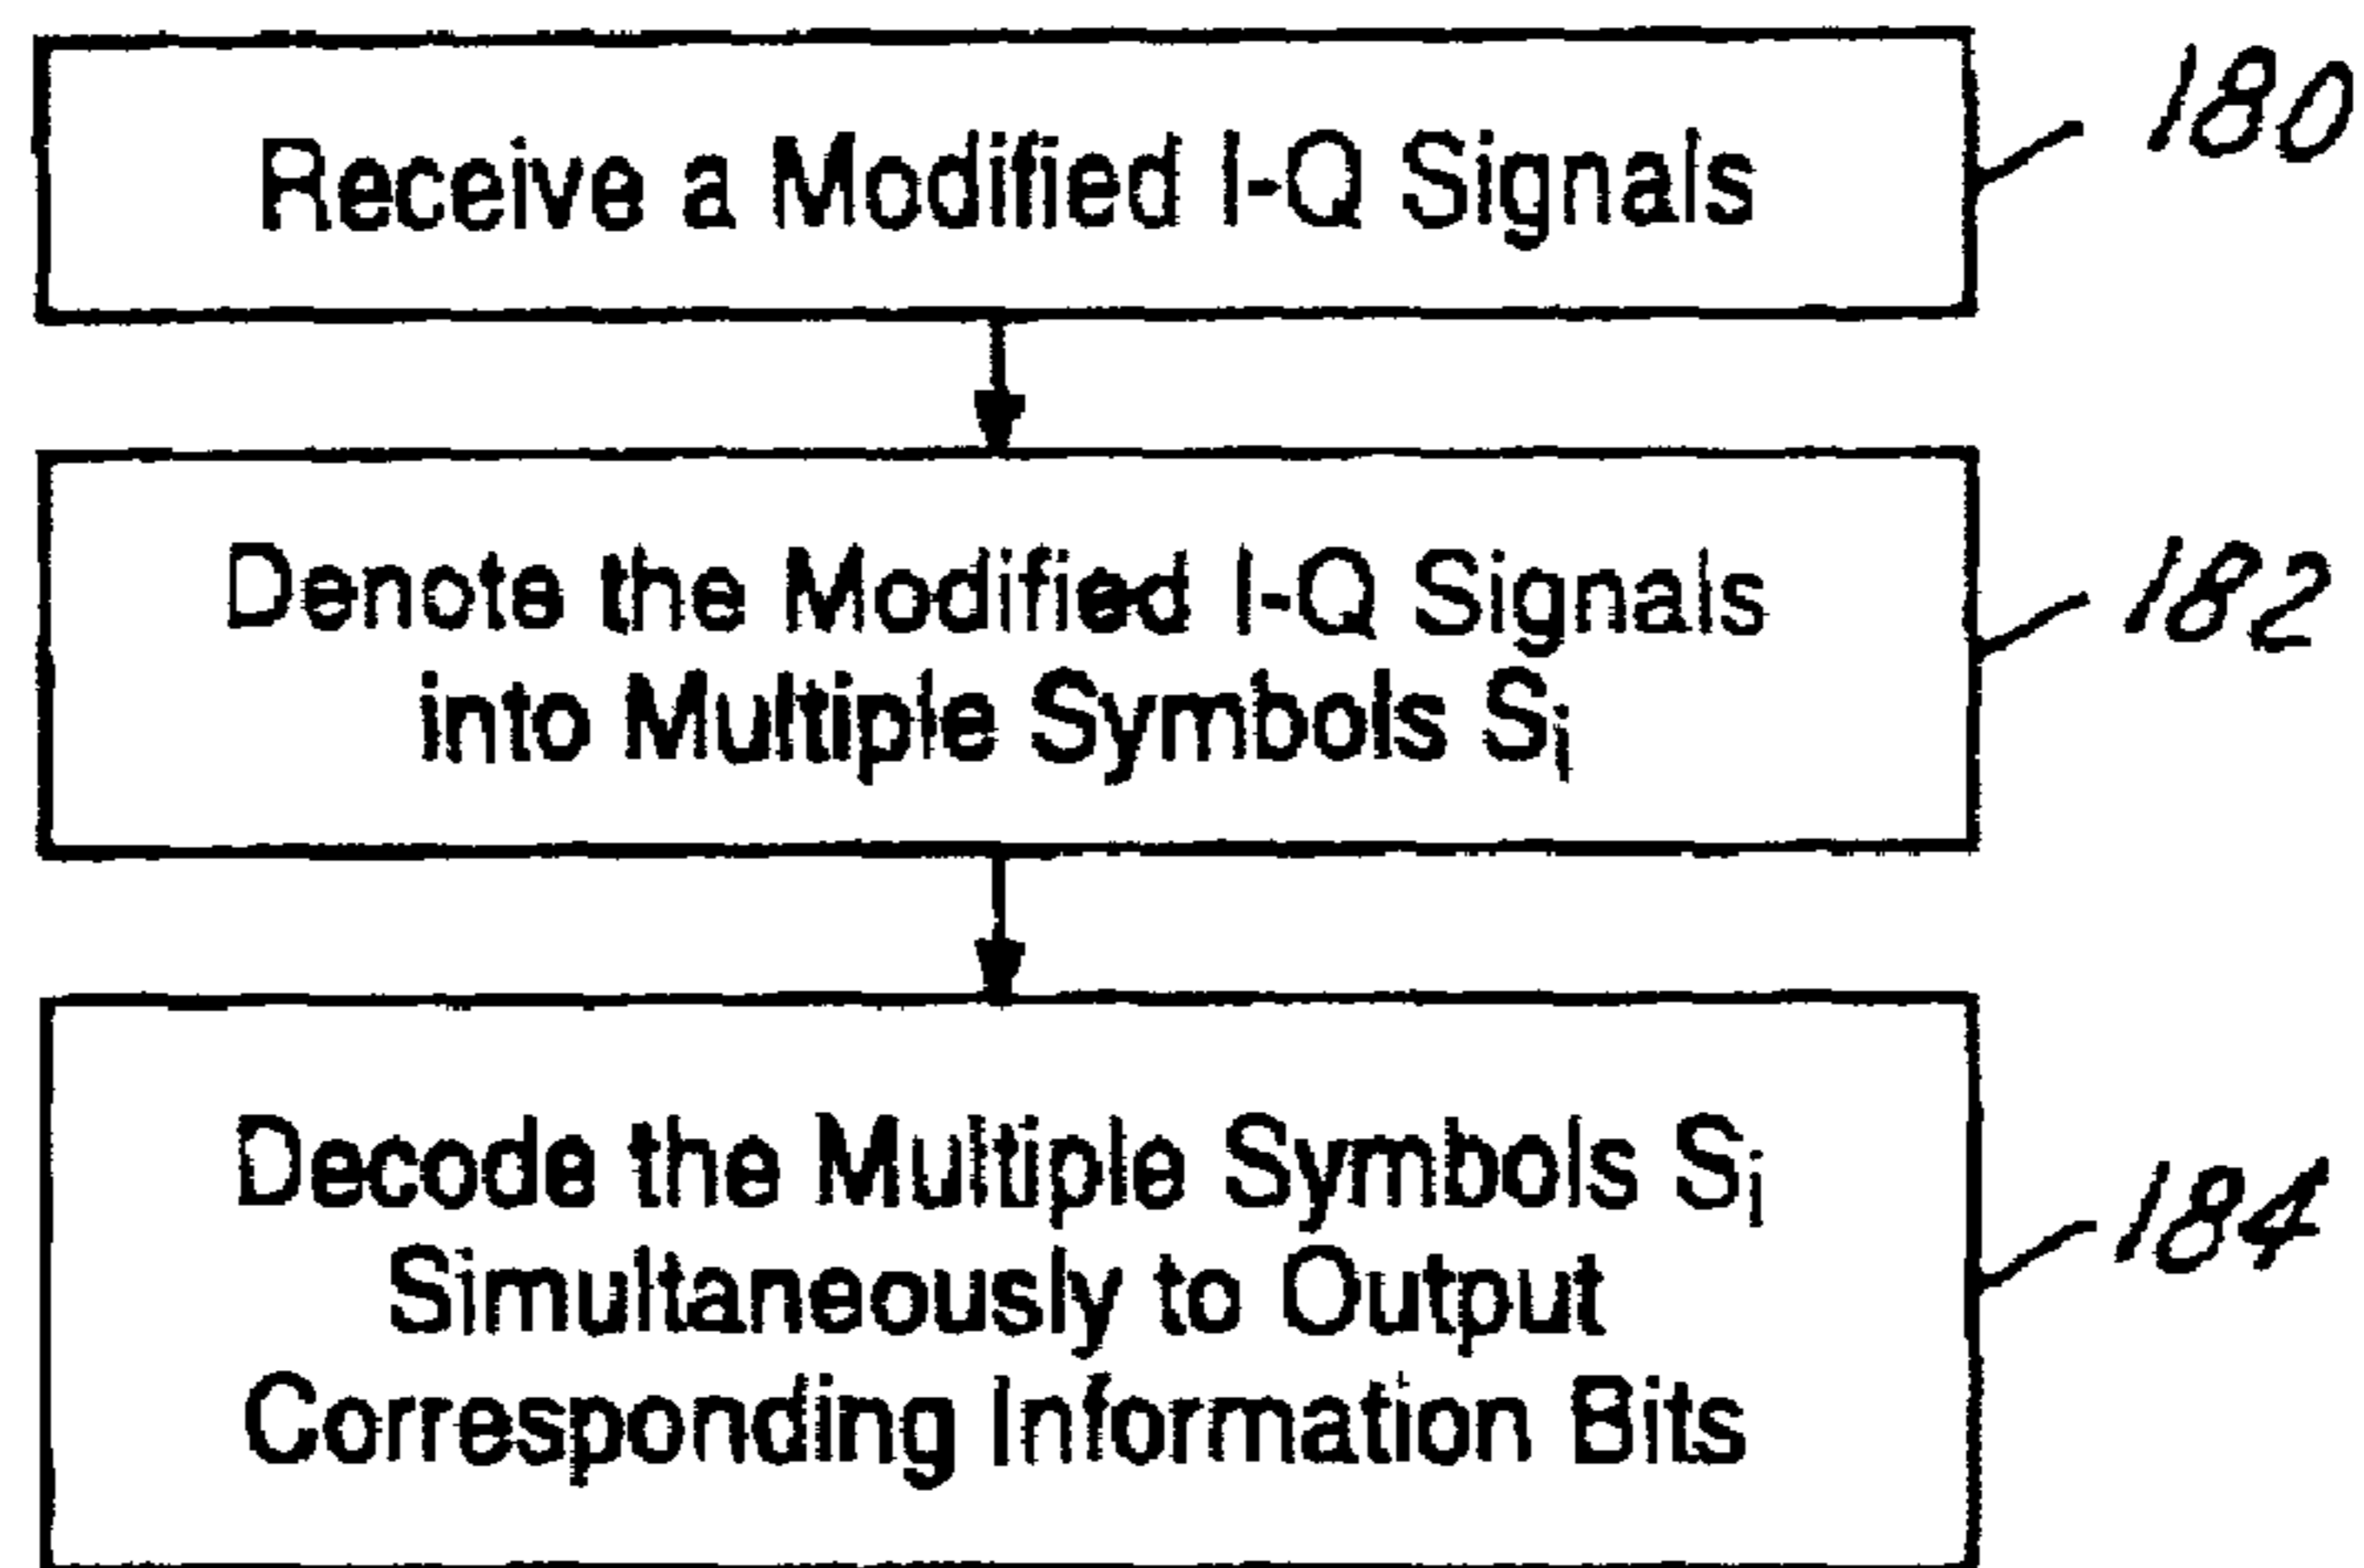 Receive a Modified I-Q Signals
180
Denote the Modified I-Q Signals
into Multiple Symbols Si
182
Decode the Multiple Symbols Si
Simultaneously to Output
Corresponding Information Bits
184